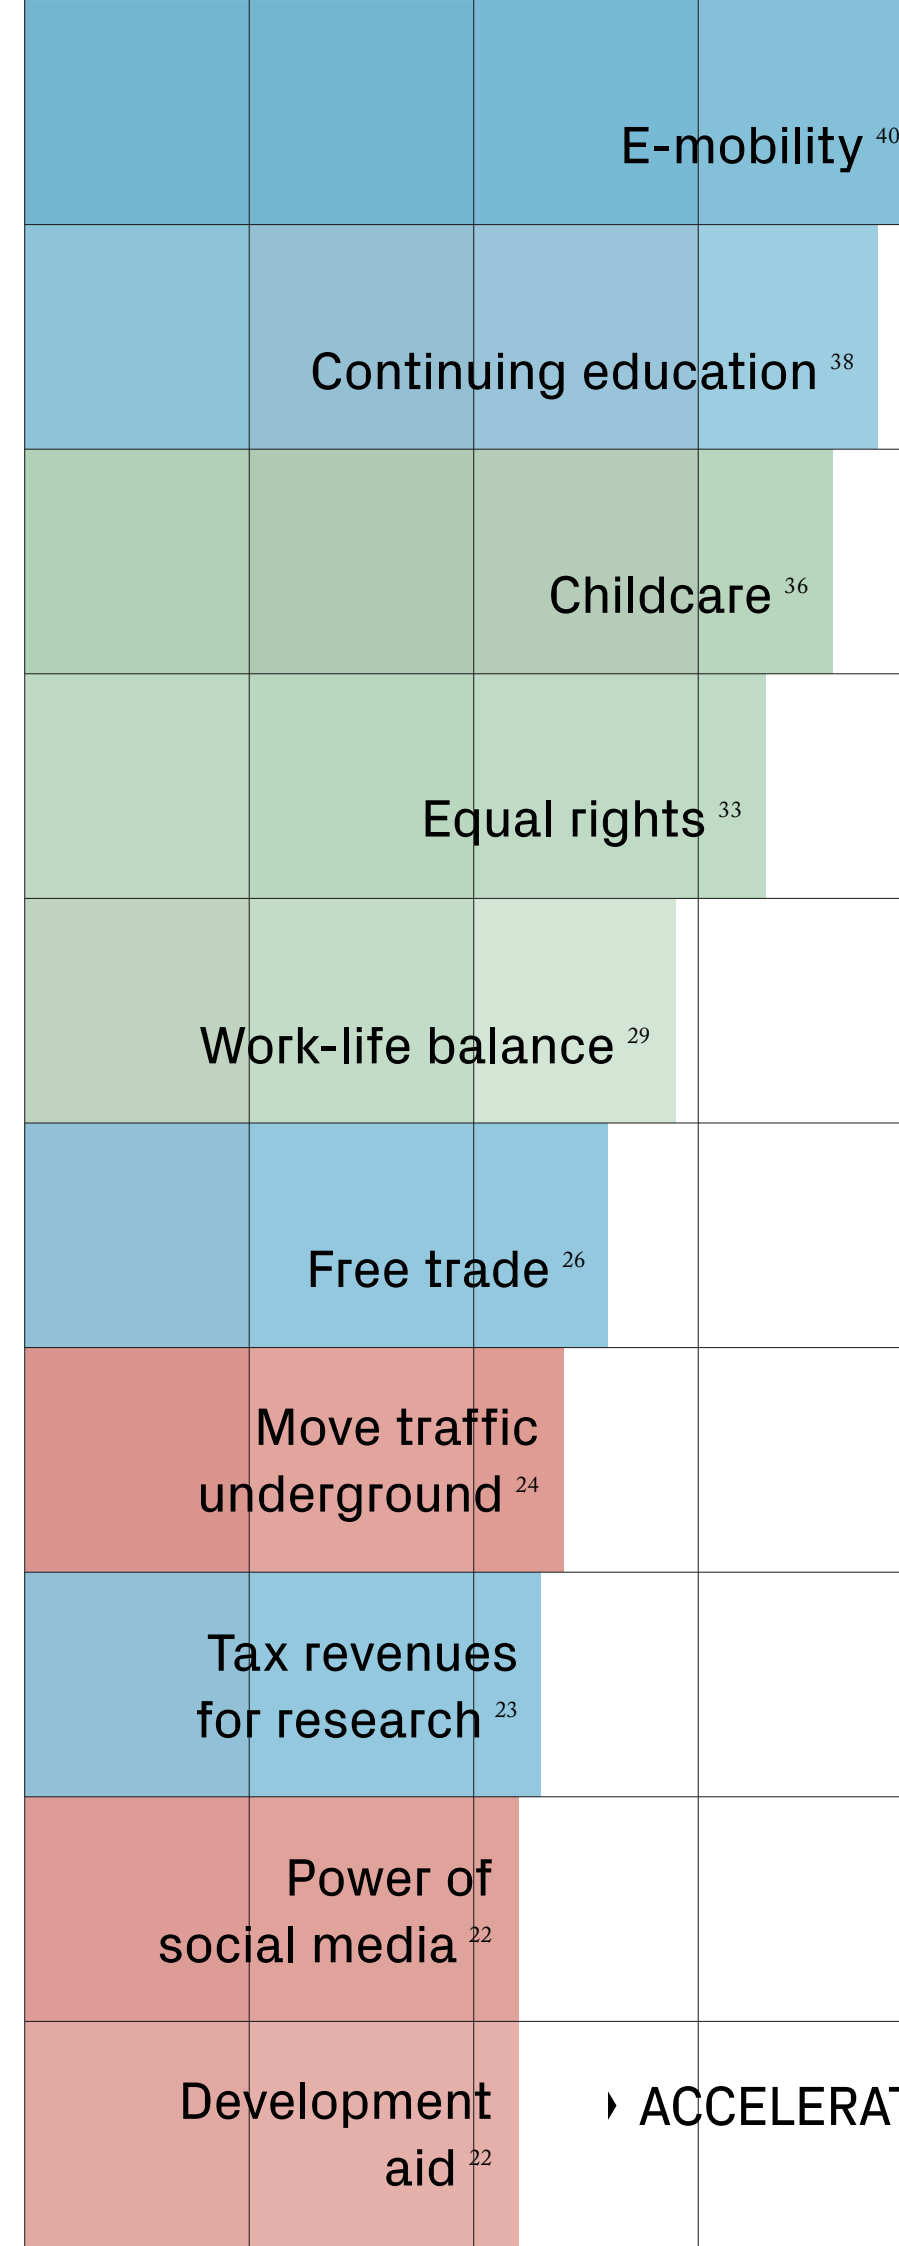 E-mobility 40
Continuing education 38
Childcare 36
Equal rights 33
Work-life balance 29
Free trade 26
Move traffic
underground 24
Tax revenues
for research 23
Power of
social media 22
Development
aid 22